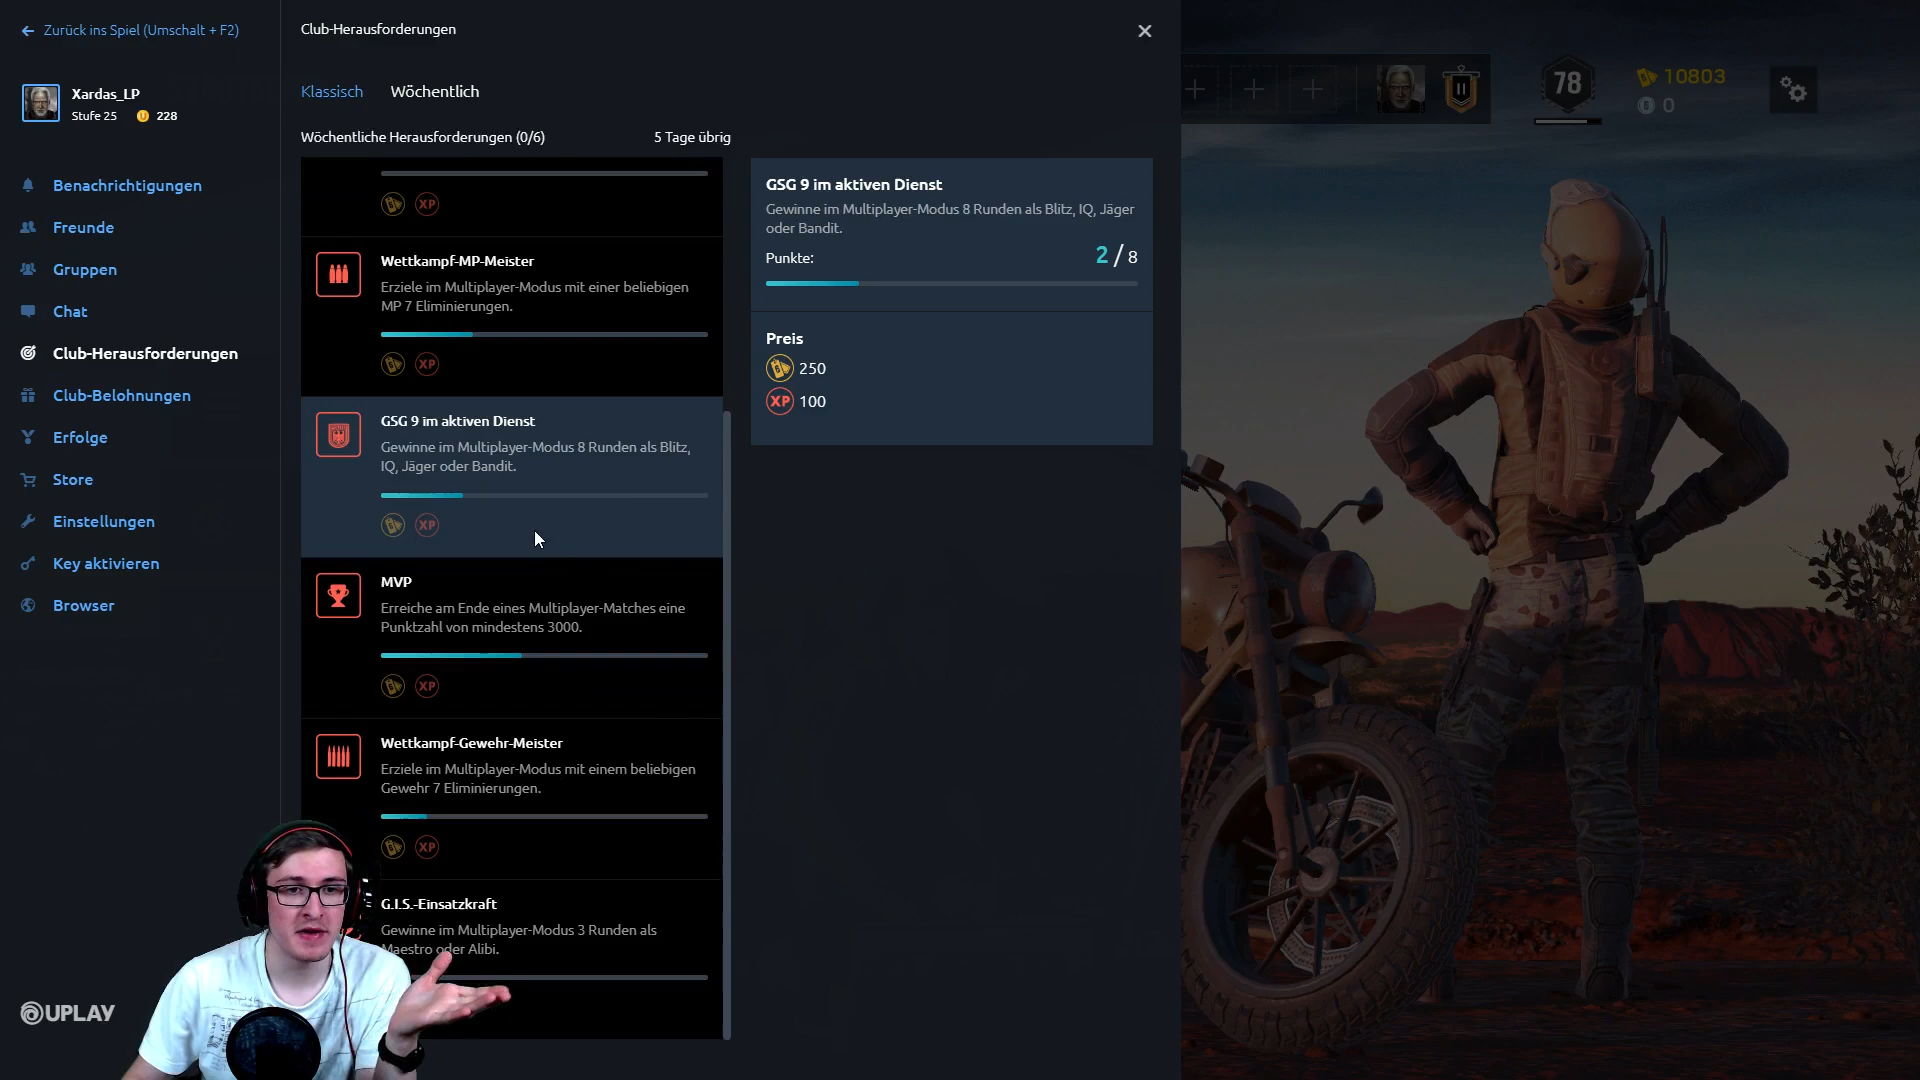 Zurück ins Spiel (Umschalt + F2)
Xardas_LP
Stufe 25
228
Benachrichtigungen
Freunde
Gruppen
Chat
Club-Herausforderungen
Club-Belohnungen
Erfolge
Store
Einstellungen
Key aktivieren
Browser
UPLAY
Club-Herausforderungen
Klassisch
Wöchentlich
Wöchentliche Herausforderungen (0/6)
5 Tage übrig
XP
Wettkampf-MP-Meister
Erziele im Multiplayer-Modus mit einer beliebigen
MP 7 Eliminierungen.
XP
GSG 9 im aktiven Dienst
Gewinne im Multiplayer-Modus 8 Runden als Blitz,
IQ, Jäger oder Bandit.
XP
MVP
Erreiche am Ende eines Multiplayer-Matches eine
Punktzahl von mindestens 3000.
XP
Wettkampf-Gewehr-Meister
Erziele im Multiplayer-Modus mit einem beliebigen
Gewehr 7 Eliminierungen.
XP
G.I.S.-Einsatzkraft
Gewinne im Multiplayer-Modus 3 Runden als
Maestro oder Alibi.
GSG 9 im aktiven Dienst
Gewinne im Multiplayer-Modus 8 Runden als Blitz, IQ, Jäger
oder Bandit.
Punkte:
2 / 8
Preis
250
XP 100
II
78
10803
0